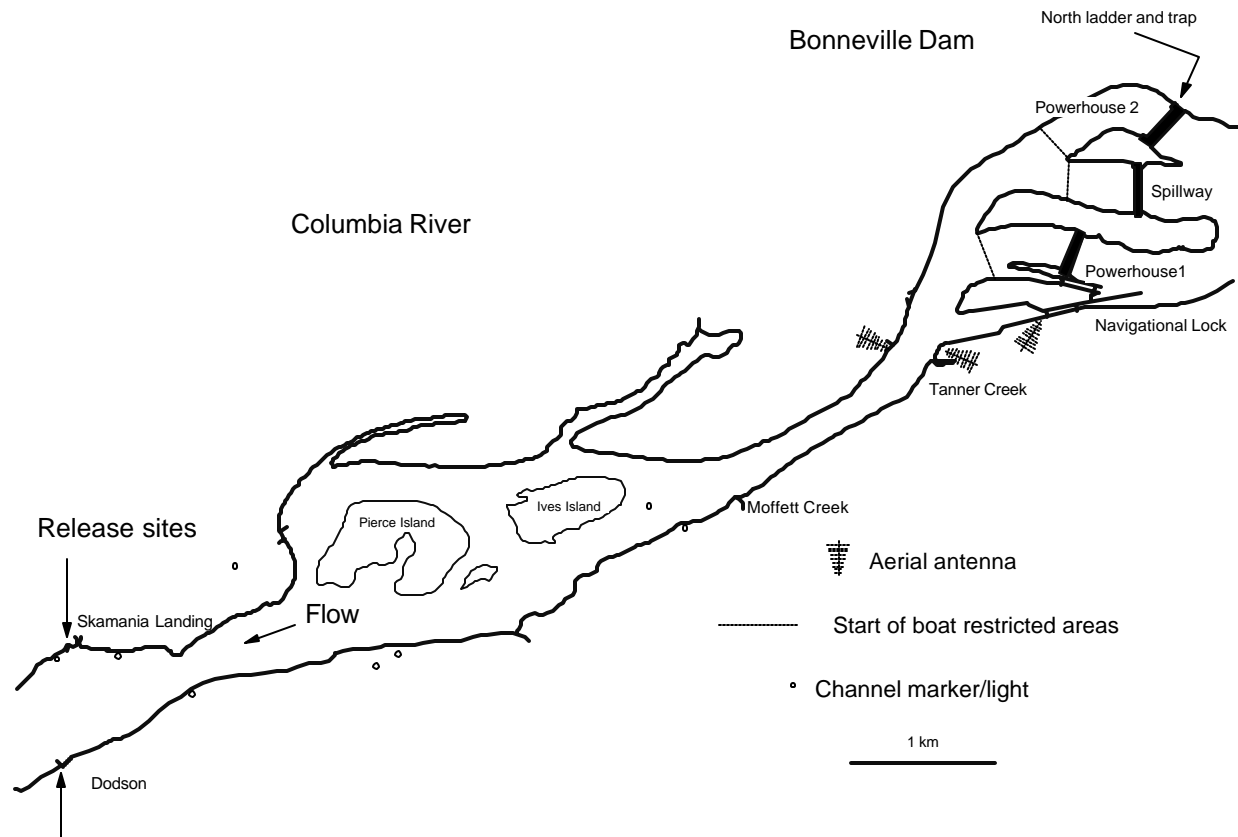 North ladder and trap
Bonneville Dam
Powerhouse 2
Spillway
Columbia River
Powerhouse1
Navigational Lock
Tanner Creek
Ives Island
Moffett Creek
Pierce Island
Release sites
Aerial antenna
Flow
Skamania Landing
Start of boat restricted areas
Channel marker/light
1 km
Dodson